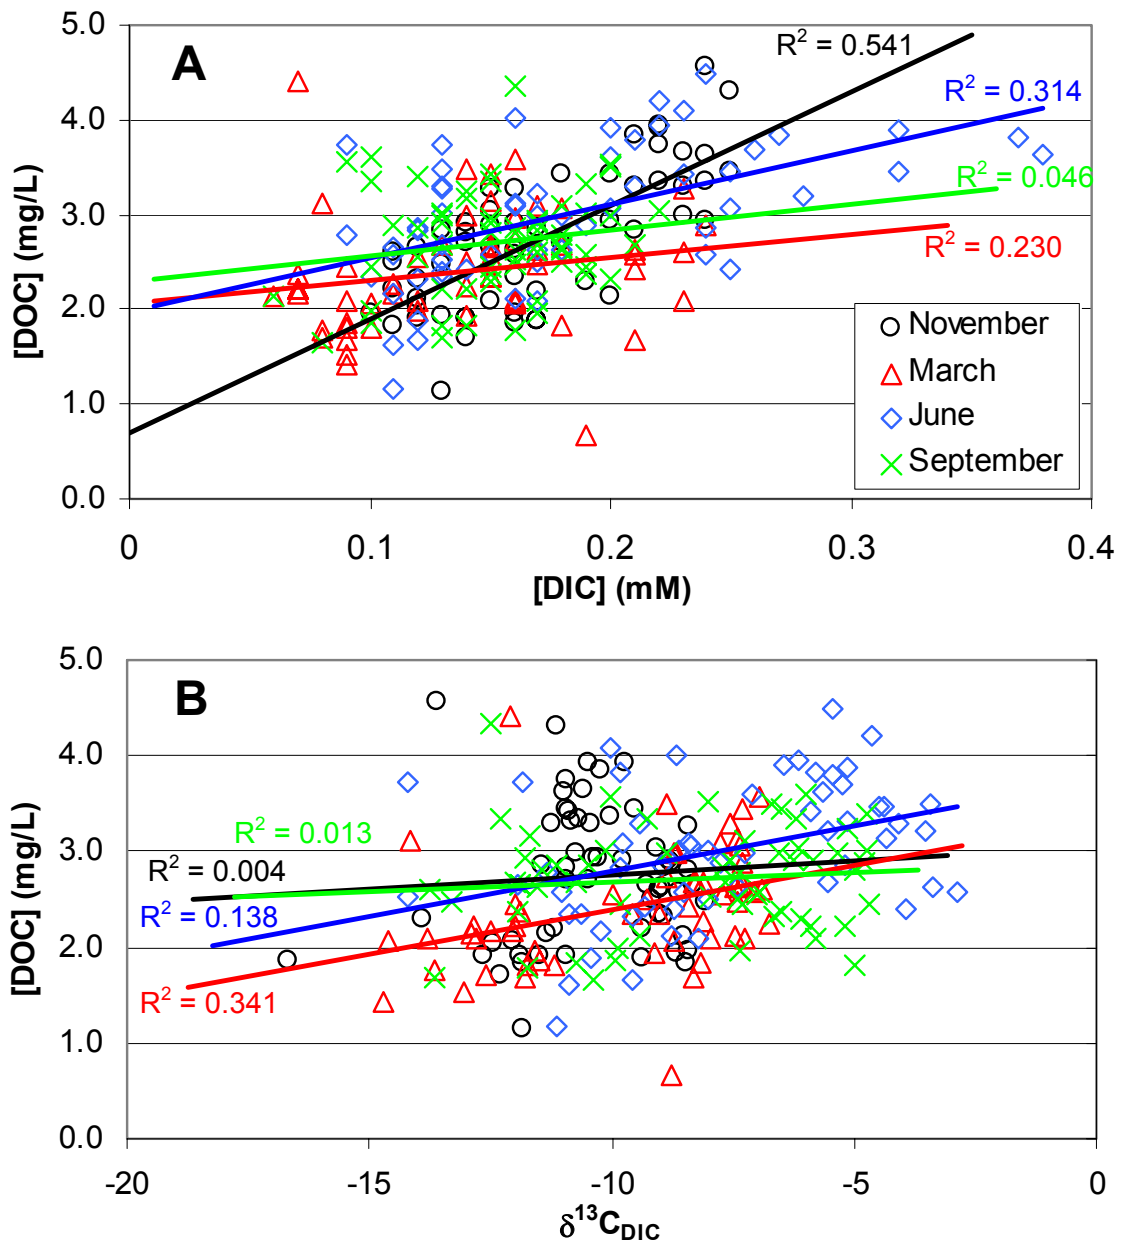 5.0
A
R² = 0.541
R² = 0.314
4.0
R² = 0.046
3.0
R² = 0.230
[DOC] (mg/L)
2.0
November
March
1.0
June
September
0.0
0 0.1 0.2 0.3 0.4
[DIC] (mM)
5.0
B
4.0
R² = 0.013
3.0
R² = 0.004
R² = 0.138
[DOC] (mg/L)
2.0
R² = 0.341
1.0
0.0
-20 -15 -10 -5 0
δ¹³C_DIC